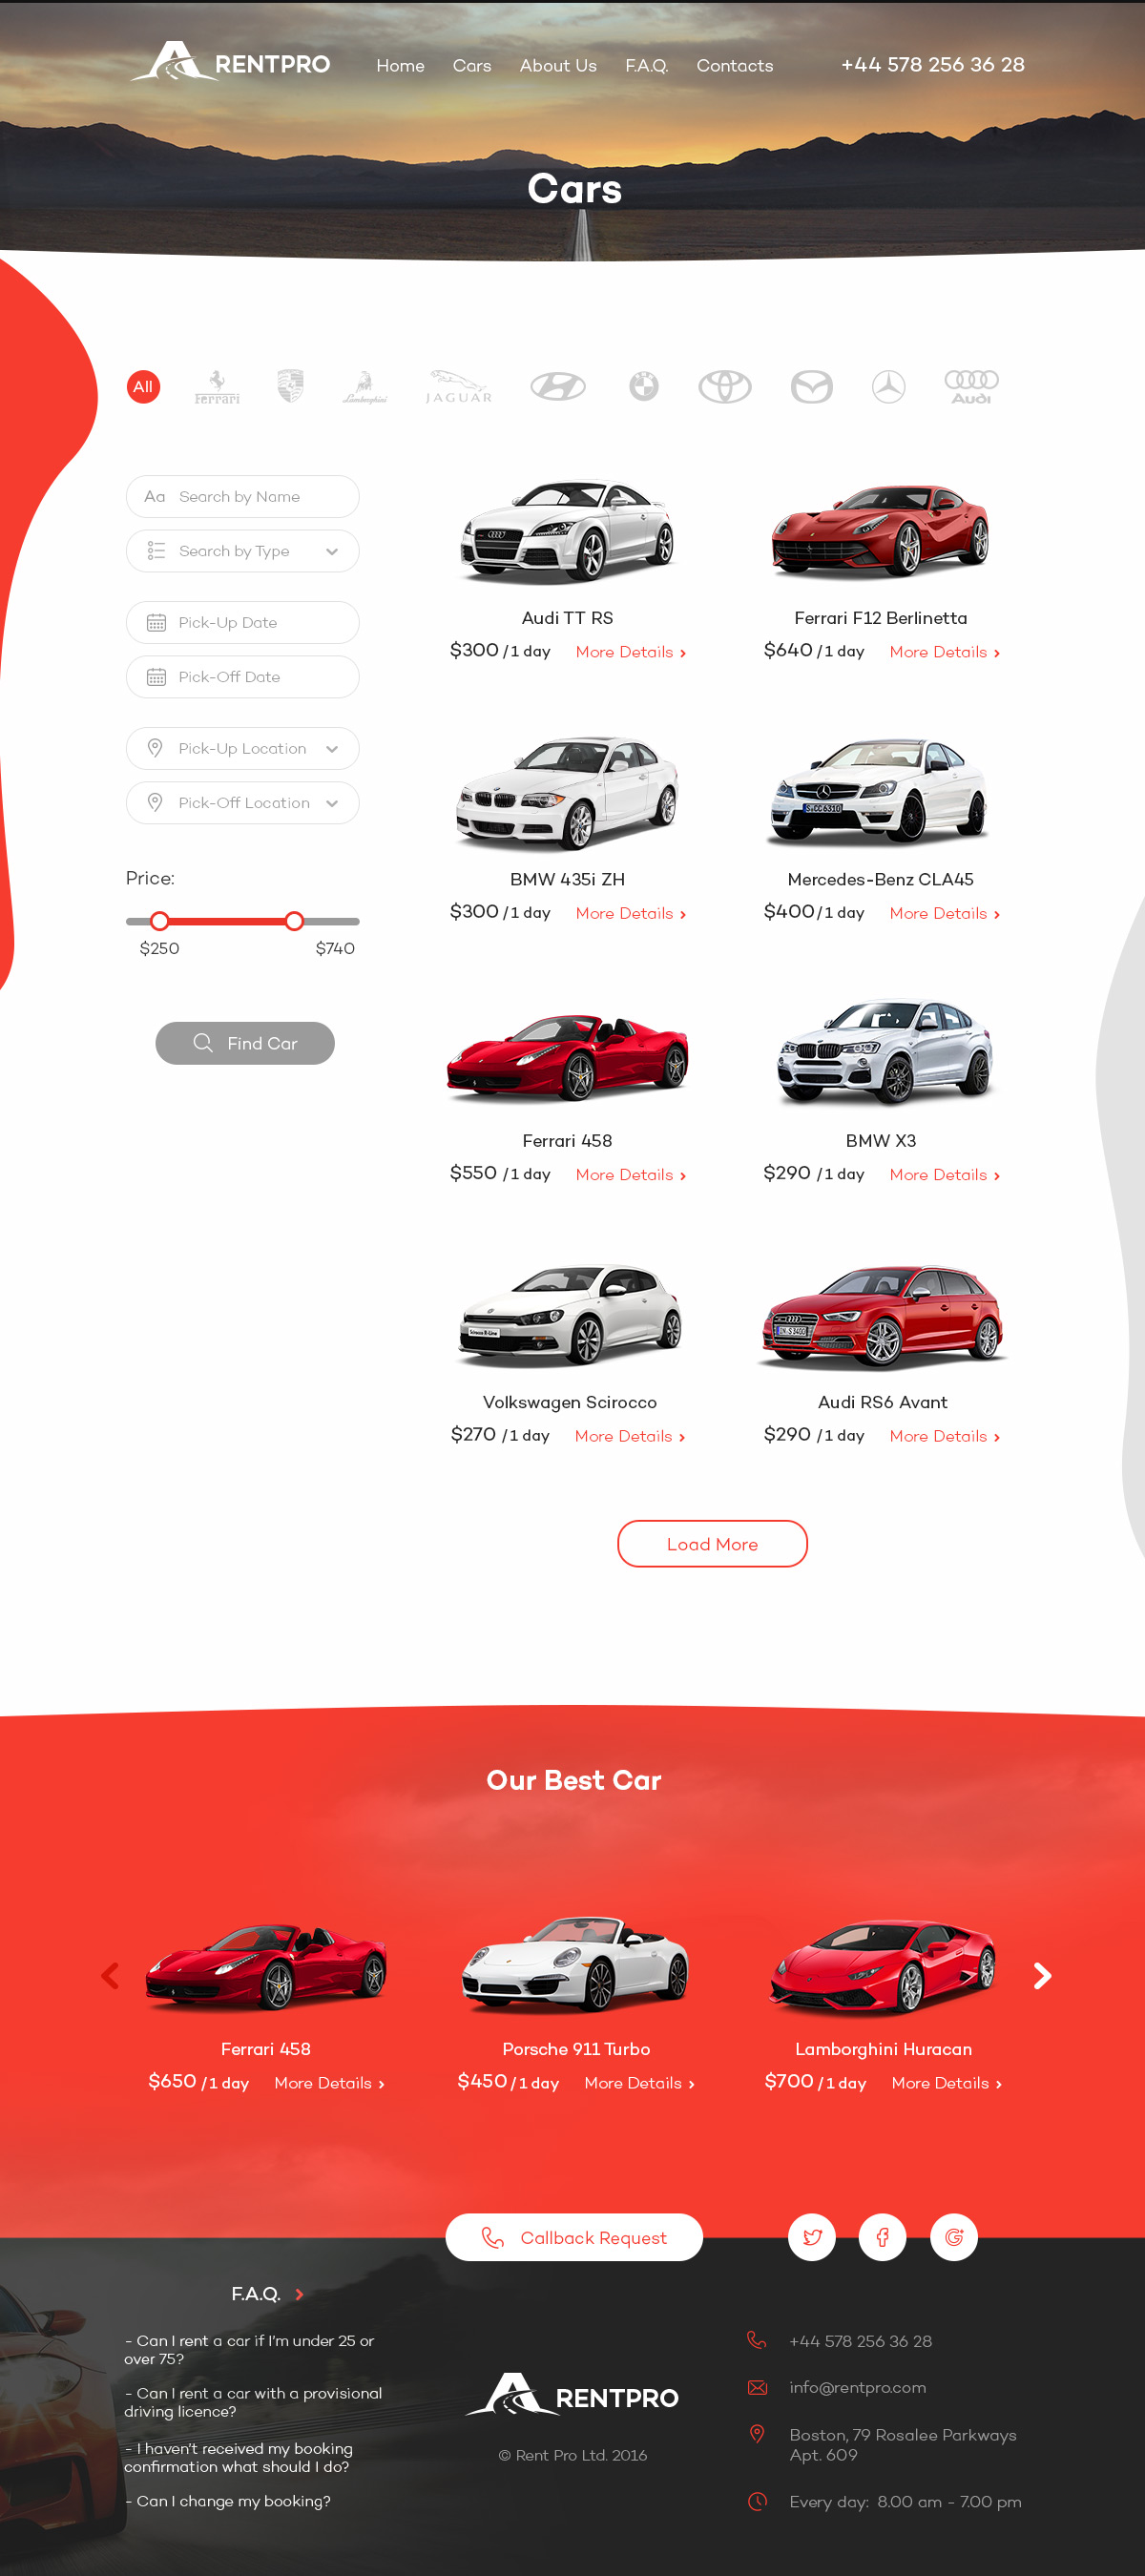 RENTPRO
Home Cars About Us F.A.Q. Contacts
+44 578 256 36 28
Cars
All
Ferrari
Lamborghini
JAGUAR
Audi
Aa Search by Name
Search by Type
Pick-Up Date
Pick-Off Date
Pick-Up Location
Pick-Off Location
Price:
$250 $740
Find Car
Audi TT RS
$300 / 1 day More Details
Ferrari F12 Berlinetta
$640 / 1 day More Details
BMW 435i ZH
$300 / 1 day More Details
S:CC6310
Mercedes-Benz CLA45
$400 / 1 day More Details
Ferrari 458
$550 / 1 day More Details
BMW X3
$290 / 1 day More Details
Scirocco R-Line
Volkswagen Scirocco
$270 / 1 day More Details
Audi RS6 Avant
$290 / 1 day More Details
Load More
Our Best Car
Ferrari 458
$650 / 1 day More Details
Porsche 911 Turbo
$450 / 1 day More Details
Lamborghini Huracan
$700 / 1 day More Details
Callback Request
F.A.Q.
- Can I rent a car if I'm under 25 or
over 75?
- Can I rent a car with a provisional
driving licence?
- I haven't received my booking
confirmation what should I do?
- Can I change my booking?
RENTPRO
© Rent Pro Ltd. 2016
+44 578 256 36 28
info@rentpro.com
Boston, 79 Rosalee Parkways
Apt. 609
Every day: 8.00 am - 7.00 pm